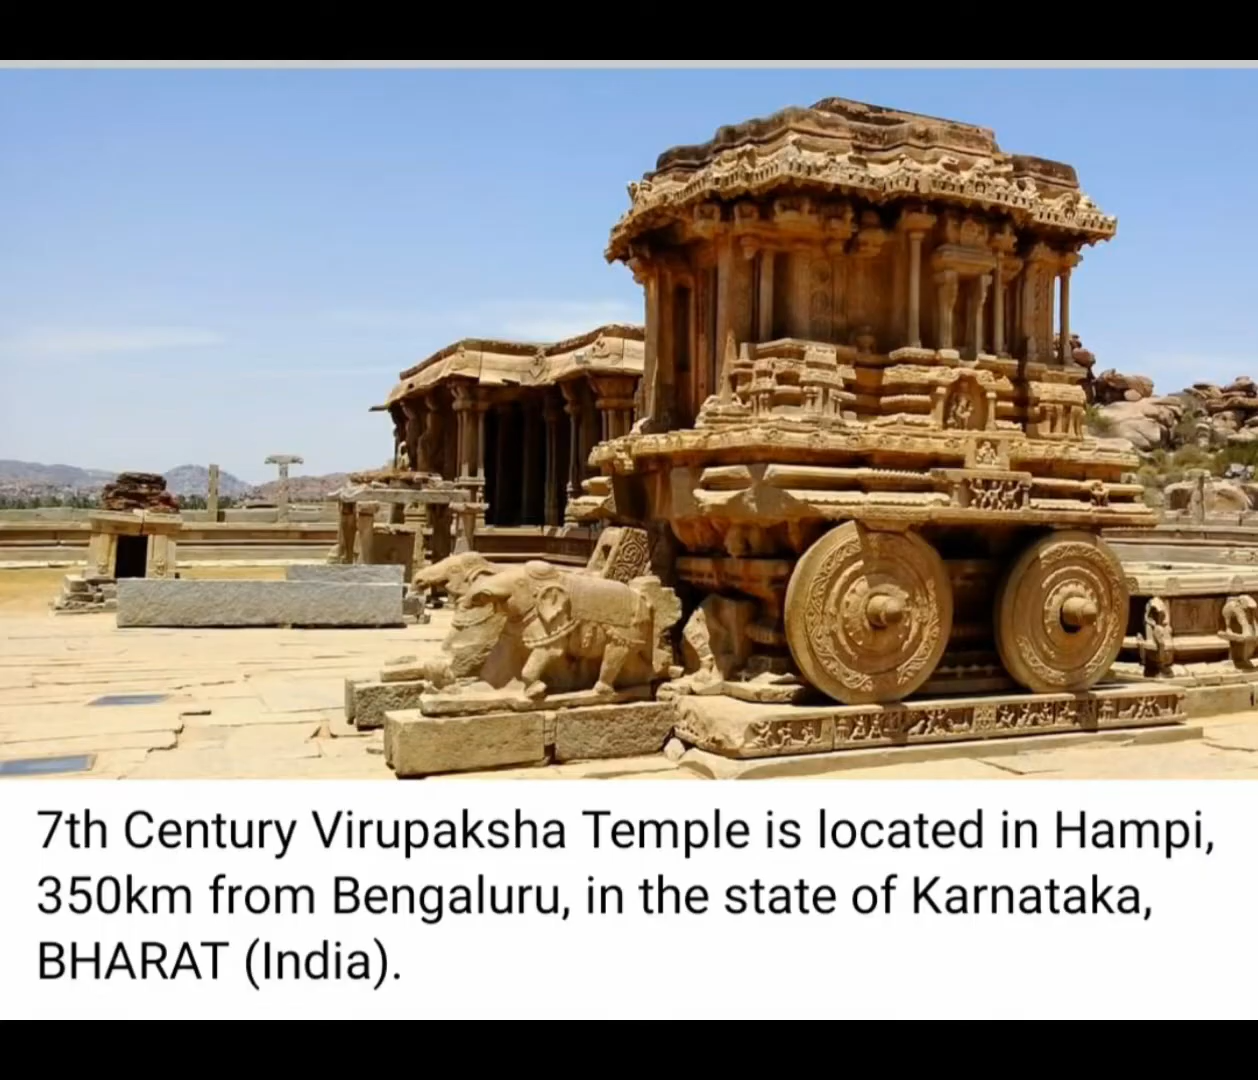 7th Century Virupaksha Temple is located in Hampi,
350km from Bengaluru, in the state of Karnataka,
BHARAT (India).